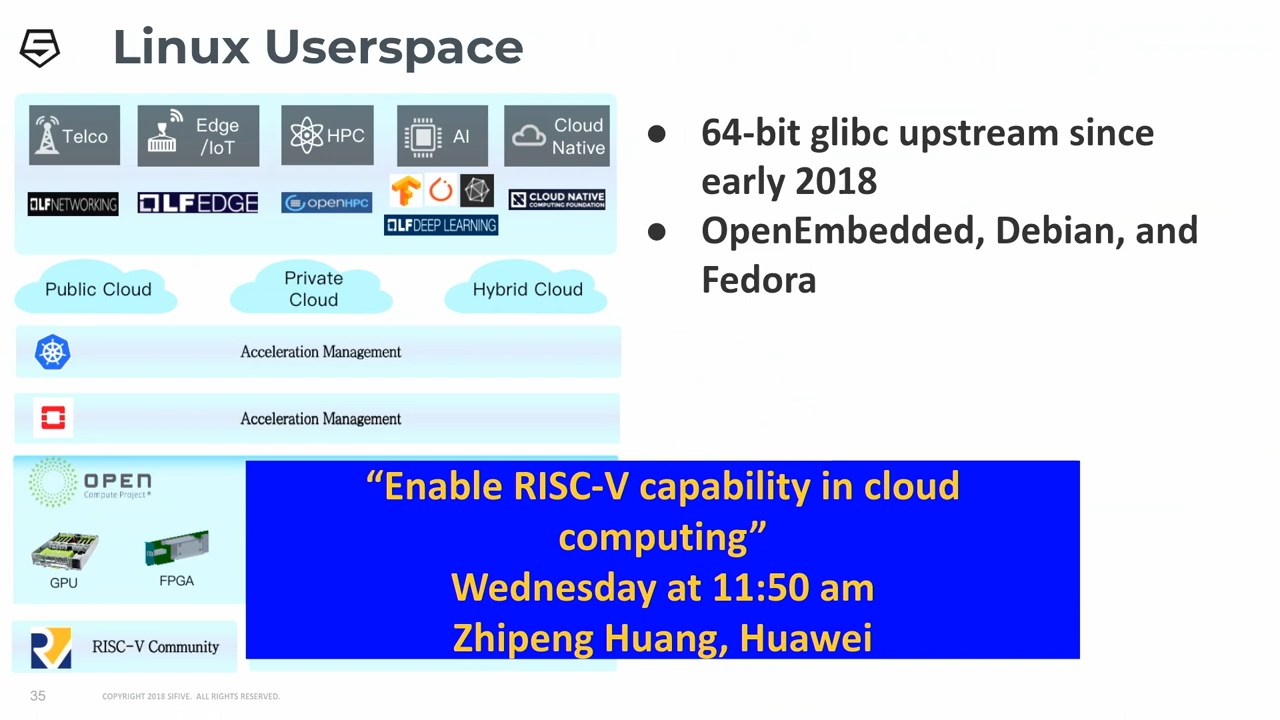 Linux Userspace
Telco
Edge
/IoT
HPC
AI
Cloud
Native
LFNETWORKING
LFEDGE
openHPC
LFDEEP LEARNING
CLOUD NATIVE
COMPUTING FOUNDATION
Public Cloud
Private
Cloud
Hybrid Cloud
Acceleration Management
Acceleration Management
OPEN
Compute Project®
GPU
FPGA
RISC-V Community
● 64-bit glibc upstream since
early 2018
● OpenEmbedded, Debian, and
Fedora
“Enable RISC-V capability in cloud
computing”
Wednesday at 11:50 am
Zhipeng Huang, Huawei
35
COPYRIGHT 2018 SIFIVE. ALL RIGHTS RESERVED.